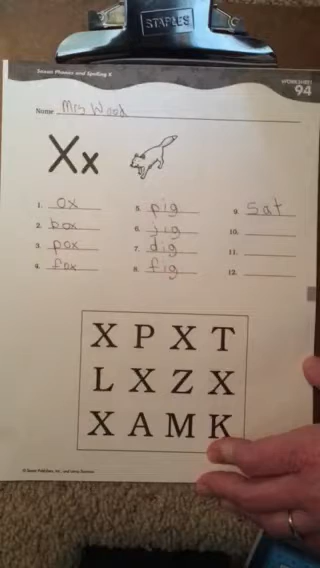 STAPLES
Saxon Phonics and Spelling K
WORKSHEET
94
Name Mrs Wood
Xx
1. ox
2. box
3. pox
4. fox
5. pig
6. jig
7. dig
8. fig
9. sat
10.
11.
12.
X P X T
L X Z X
X A M K